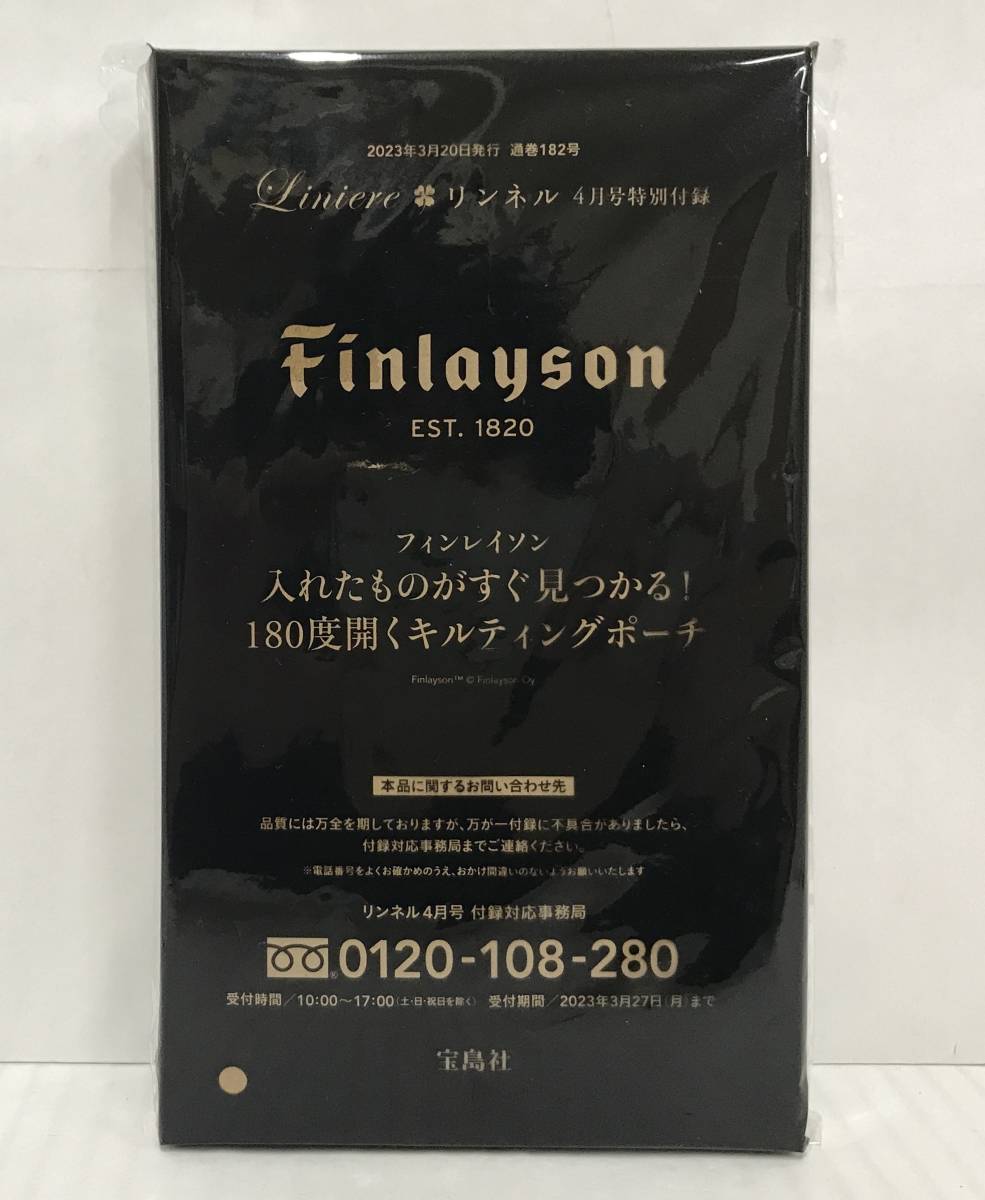 2023年3月20日発行 通巻182号
Liniere リンネル 4月号特別付録
Finlayson
EST. 1820
フィンレイソン
入れたものがすぐ見つかる!
180度開くキルティングポーチ
Finlayson™ © Finlayson Oy
本品に関するお問い合わせ先
品質には万全を期しておりますが、万が一付録に不具合がありましたら、
付録対応事務局までご連絡ください。
※電話番号をよくお確かめのうえ、おかけ間違いのないようお願いいたします
リンネル4月号 付録対応事務局
0120-108-280
受付時間/10:00〜17:00(土・日・祝日を除く) 受付期間/2023年3月27日(月)まで
宝島社